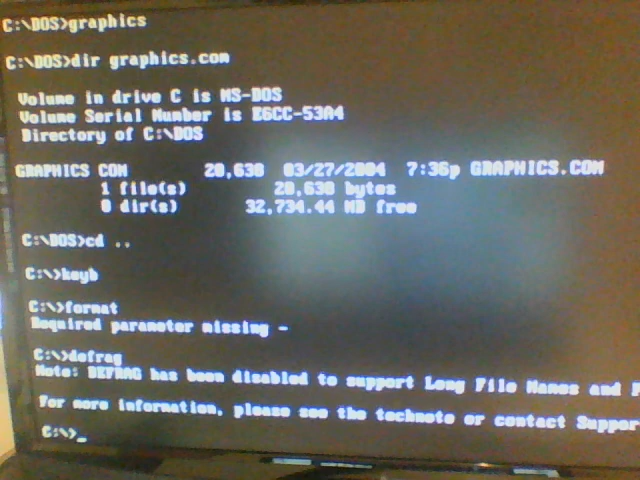 C:\DOS>graphics
C:\DOS>dir graphics.com
Volume in drive C is MS-DOS
Volume Serial Number is E6CC-53A4
Directory of C:\DOS
GRAPHICS COM 20,630 03/27/2004 7:36p GRAPHICS.COM
1 file(s) 20,630 bytes
0 dir(s) 32,734.44 MB free
C:\DOS>cd ..
C:\>keyb
C:\>format
Required parameter missing -
C:\>defrag
Note: DEFRAG has been disabled to support Long File Names and F
For more information, please see the technote or contact Suppor
C:\>_